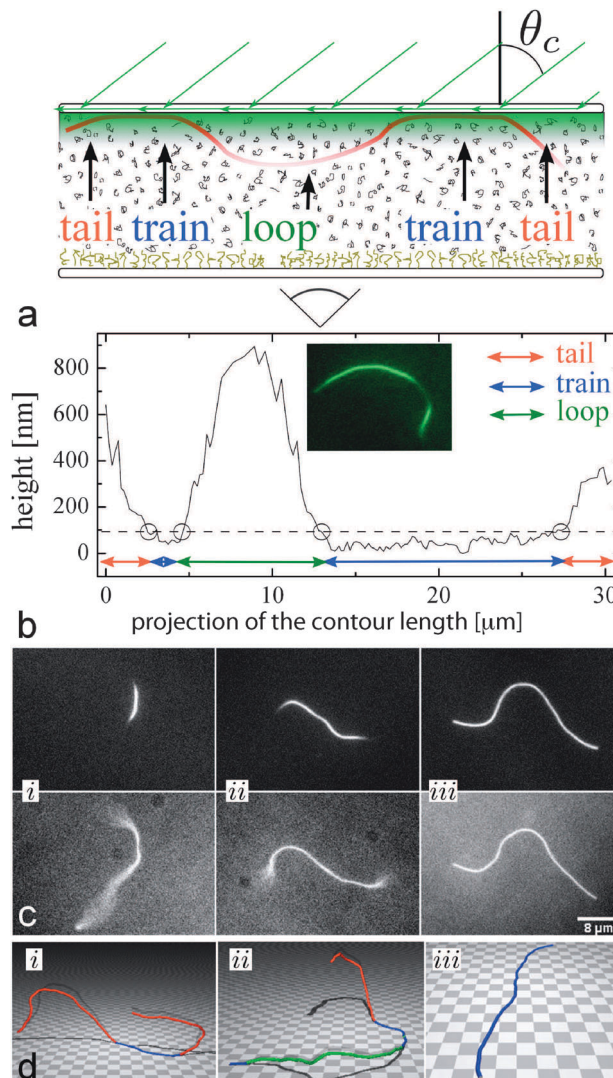 θc
tail train loop train tail
a
800
600
400
200
0
height [nm]
tail
train
loop
0 10 20 30
projection of the contour length [μm]
b
i ii iii
c
8 μm
i ii iii
d